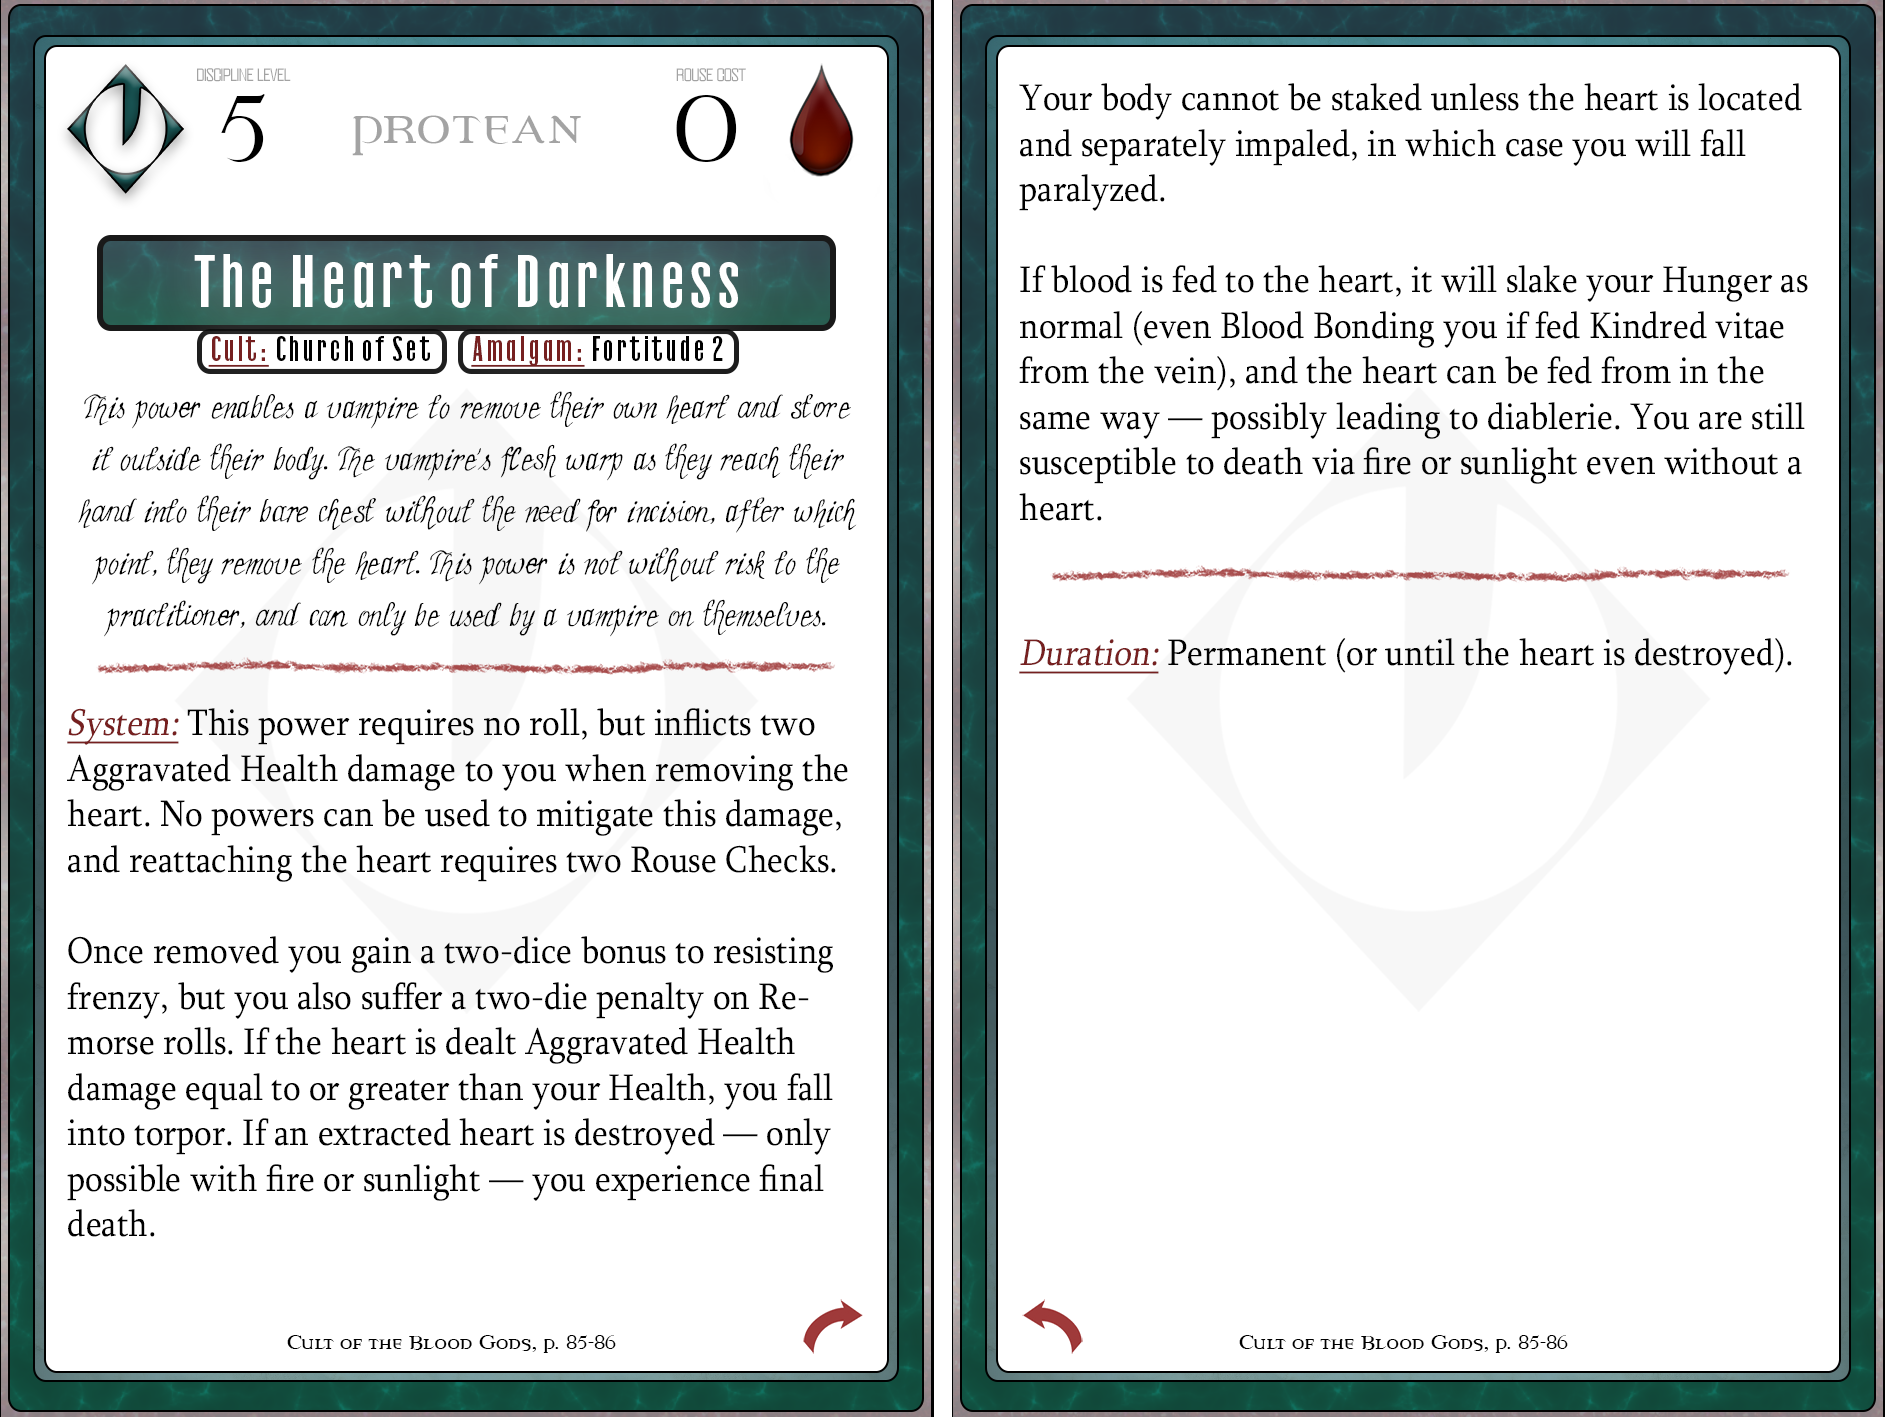 DISCIPLINE LEVEL
5
PROTEAN
ROUSE COST
0
The Heart of Darkness
Cult: Church of Set
Amalgam: Fortitude 2
This power enables a vampire to remove their own heart and store
it outside their body. The vampire's flesh warp as they reach their
hand into their bare chest without the need for incision, after which
point, they remove the heart. This power is not without risk to the
practitioner, and can only be used by a vampire on themselves.
System: This power requires no roll, but inflicts two
Aggravated Health damage to you when removing the
heart. No powers can be used to mitigate this damage,
and reattaching the heart requires two Rouse Checks.
Once removed you gain a two-dice bonus to resisting
frenzy, but you also suffer a two-die penalty on Re-
morse rolls. If the heart is dealt Aggravated Health
damage equal to or greater than your Health, you fall
into torpor. If an extracted heart is destroyed — only
possible with fire or sunlight — you experience final
death.
Cult of the Blood Gods, p. 85-86
Your body cannot be staked unless the heart is located
and separately impaled, in which case you will fall
paralyzed.
If blood is fed to the heart, it will slake your Hunger as
normal (even Blood Bonding you if fed Kindred vitae
from the vein), and the heart can be fed from in the
same way — possibly leading to diablerie. You are still
susceptible to death via fire or sunlight even without a
heart.
Duration: Permanent (or until the heart is destroyed).
Cult of the Blood Gods, p. 85-86